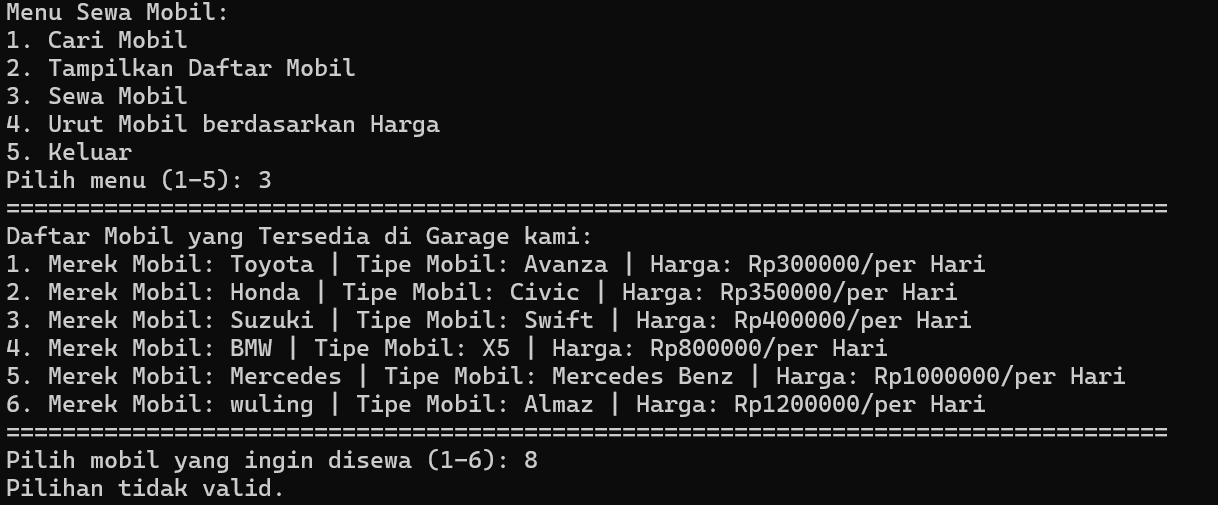 Menu Sewa Mobil:
1. Cari Mobil
2. Tampilkan Daftar Mobil
3. Sewa Mobil
4. Urut Mobil berdasarkan Harga
5. Keluar
Pilih menu (1-5): 3
===================================================================================
Daftar Mobil yang Tersedia di Garage kami:
1. Merek Mobil: Toyota | Tipe Mobil: Avanza | Harga: Rp300000/per Hari
2. Merek Mobil: Honda | Tipe Mobil: Civic | Harga: Rp350000/per Hari
3. Merek Mobil: Suzuki | Tipe Mobil: Swift | Harga: Rp400000/per Hari
4. Merek Mobil: BMW | Tipe Mobil: X5 | Harga: Rp800000/per Hari
5. Merek Mobil: Mercedes | Tipe Mobil: Mercedes Benz | Harga: Rp1000000/per Hari
6. Merek Mobil: wuling | Tipe Mobil: Almaz | Harga: Rp1200000/per Hari
===================================================================================
Pilih mobil yang ingin disewa (1-6): 8
Pilihan tidak valid.